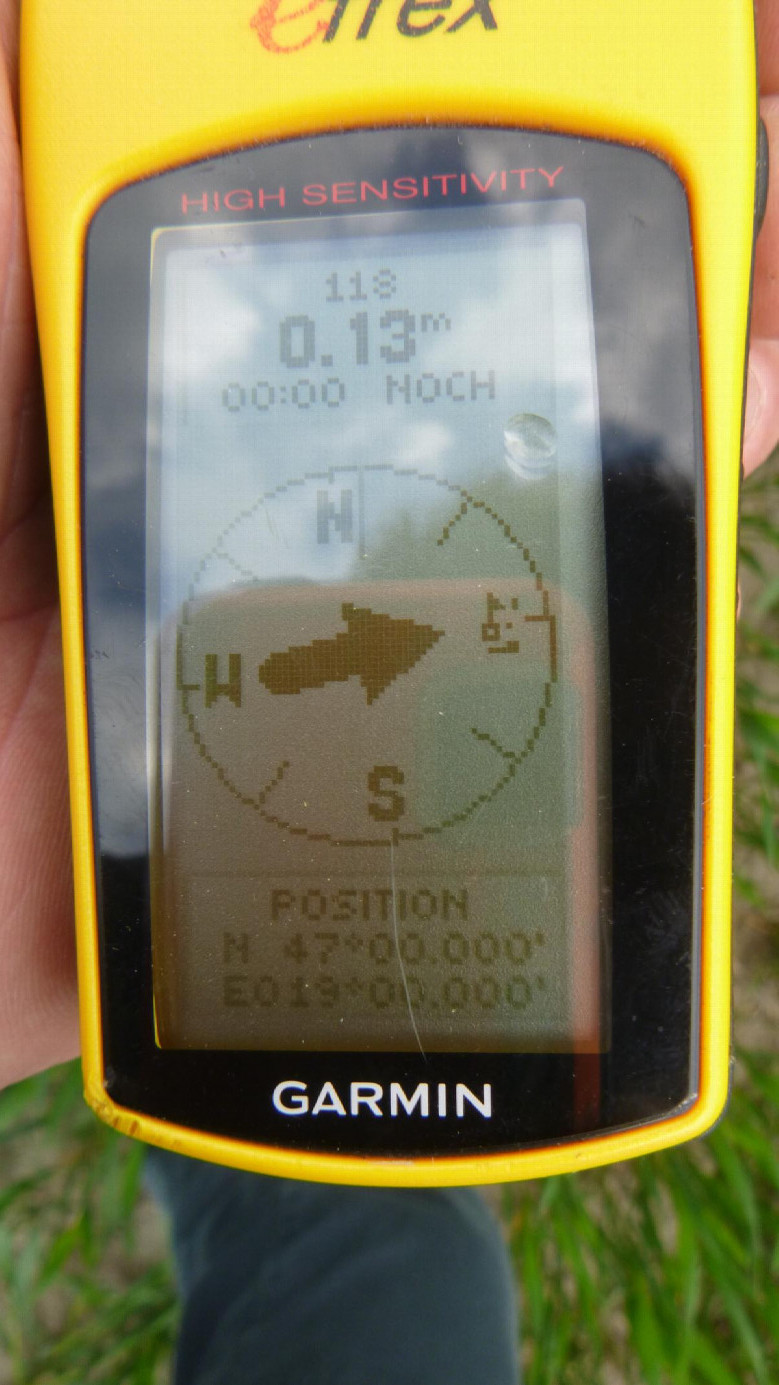 eTrex
HIGH SENSITIVITY
118
0.13m
00:00 NOCH
N
W E
S
POSITION
N 47°00.000'
E019°00.000'
GARMIN